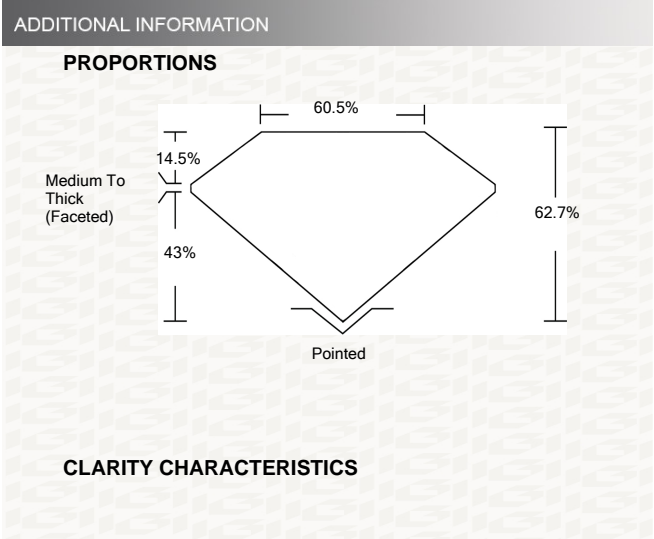 ADDITIONAL INFORMATION
PROPORTIONS
60.5%
14.5%
Medium To
Thick
(Faceted)
62.7%
43%
Pointed
CLARITY CHARACTERISTICS